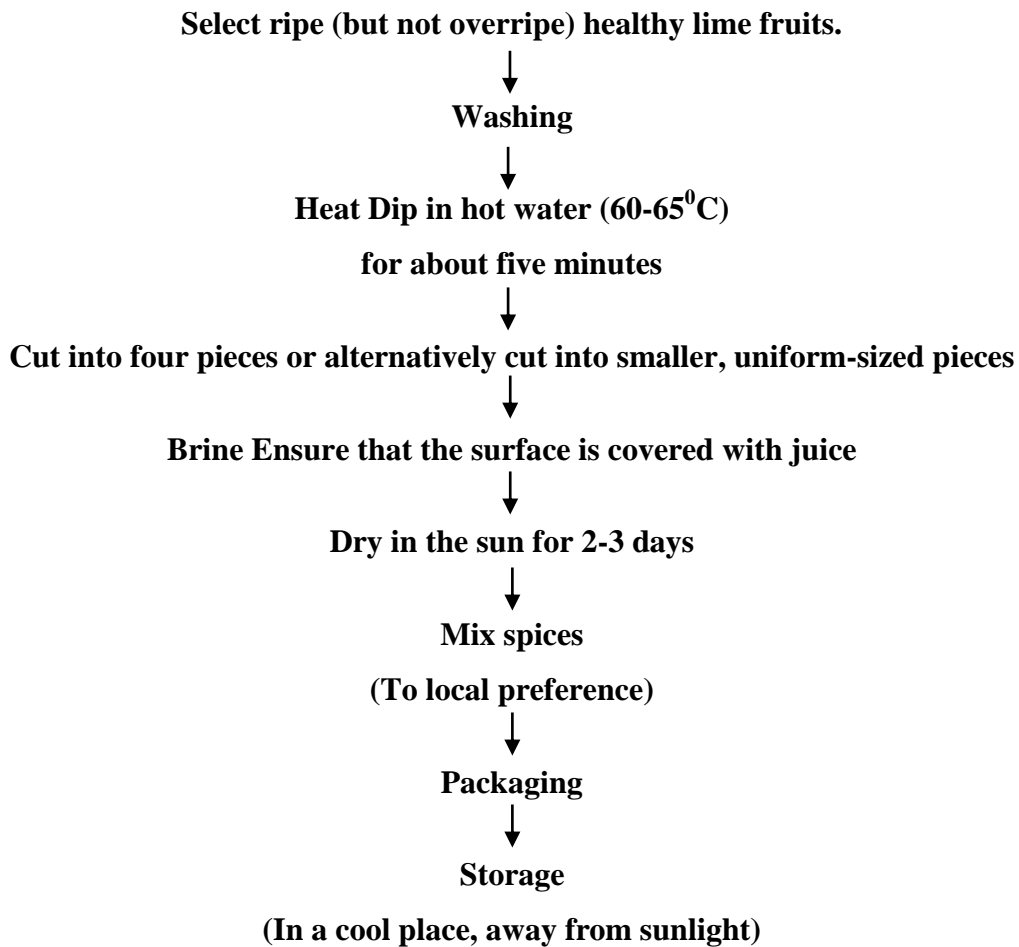 Select ripe (but not overripe) healthy lime fruits.
Washing
Heat Dip in hot water (60-65⁰C)
for about five minutes
Cut into four pieces or alternatively cut into smaller, uniform-sized pieces
Brine Ensure that the surface is covered with juice
Dry in the sun for 2-3 days
Mix spices
(To local preference)
Packaging
Storage
(In a cool place, away from sunlight)